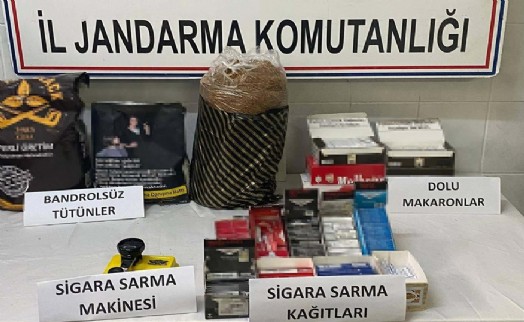 İL JANDARMA KOMUTANLIĞI
BANDROLSÜZ
TÜTÜNLER
DOLU
MAKARONLAR
SİGARA SARMA
MAKİNESİ
SİGARA SARMA
KAĞITLARI